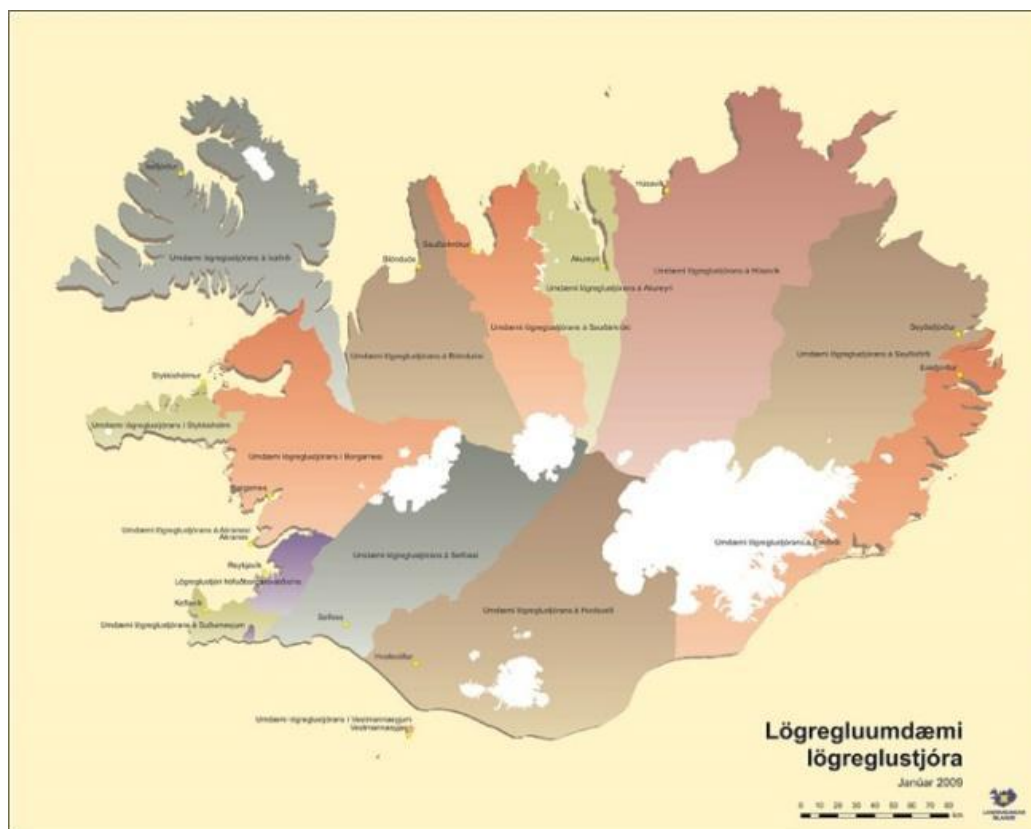 Ísafjörður
Húsavík
Sauðárkrókur
Blönduós
Akureyri
Umdæmi lögreglustjórans á Ísafirði
Umdæmi lögreglustjórans á Húsavík
Umdæmi lögreglustjórans á Akureyri
Umdæmi lögreglustjórans á Sauðárkróki
Seyðisfjörður
Umdæmi lögreglustjórans á Blönduósi
Umdæmi lögreglustjórans á Seyðisfirði
Eskifjörður
Stykkishólmur
Umdæmi lögreglustjórans í Stykkishólmi
Umdæmi lögreglustjórans í Borgarnesi
Borgarnes
Umdæmi lögreglustjórans á Akranesi
Akranes
Umdæmi lögreglustjórans á Eskifirði
Umdæmi lögreglustjórans á Selfossi
Reykjavík
Lögreglustjóri höfuðborgarsvæðisins
Keflavík
Umdæmi lögreglustjórans á Suðurnesjum
Umdæmi lögreglustjórans á Hvolsvelli
Selfoss
Hvolsvöllur
Umdæmi lögreglustjórans í Vestmannaeyjum
Vestmannaeyjar
Lögregluumdæmi
lögreglustjóra
Janúar 2009
0 10 20 30 40 50 60 70 80
km
LANDMÆLINGAR
ÍSLANDS